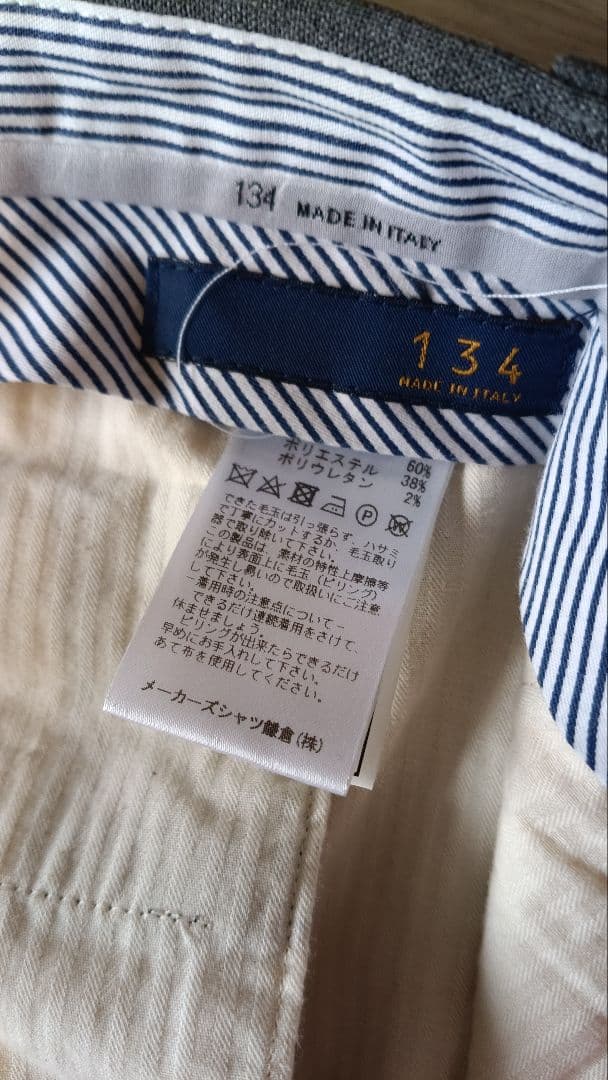 134 MADE IN ITALY
134
MADE IN ITALY
60%
ポリエステル 38%
ポリウレタン 2%
P
できた毛玉は引っ張らず、ハサミ
で丁寧にカットするか、毛玉取り
器で取り除いて下さい。
この製品は、素材の特性上摩擦等
により表面上に毛玉(ピリング)
が発生し易いので取扱いにご注意
して下さい。
－着用時の注意点について－
できるだけ連続着用をさけて、
休ませましょう。
ピリングが出来たらできるだけ
早めにお手入れして下さい。
あて布を使用してください。
メーカーズシャツ鎌倉(株)